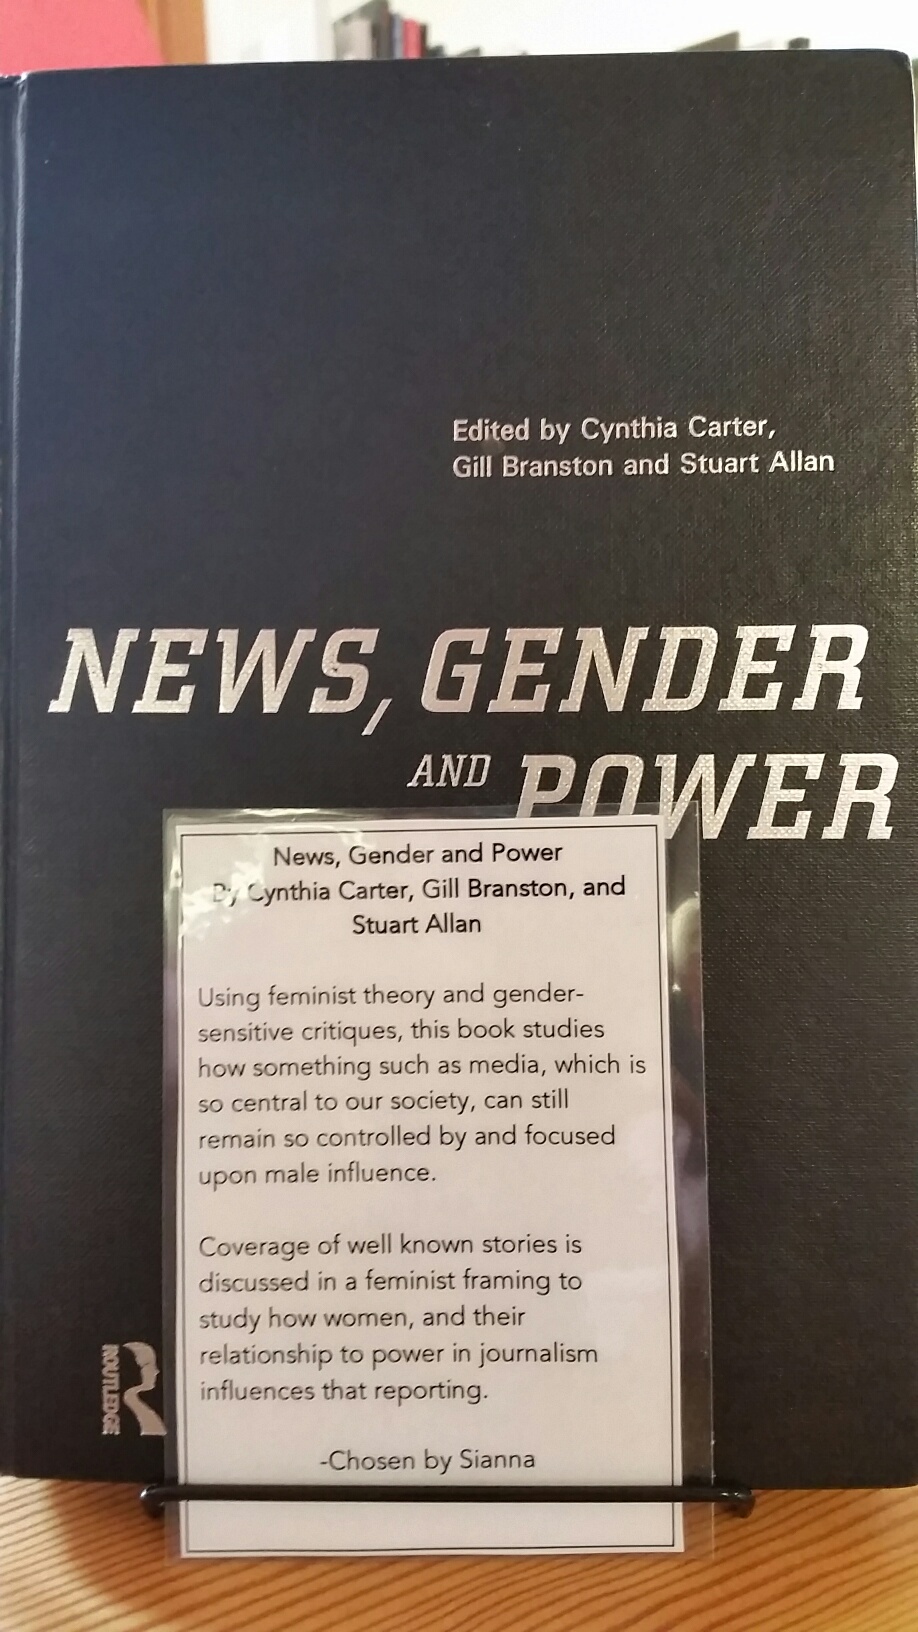 Edited by Cynthia Carter,
Gill Branston and Stuart Allan
NEWS, GENDER
AND POWER
News, Gender and Power
By Cynthia Carter, Gill Branston, and
Stuart Allan
Using feminist theory and gender-
sensitive critiques, this book studies
how something such as media, which is
so central to our society, can still
remain so controlled by and focused
upon male influence.
Coverage of well known stories is
discussed in a feminist framing to
study how women, and their
relationship to power in journalism
influences that reporting.
-Chosen by Sianna
ROUTLEDGE